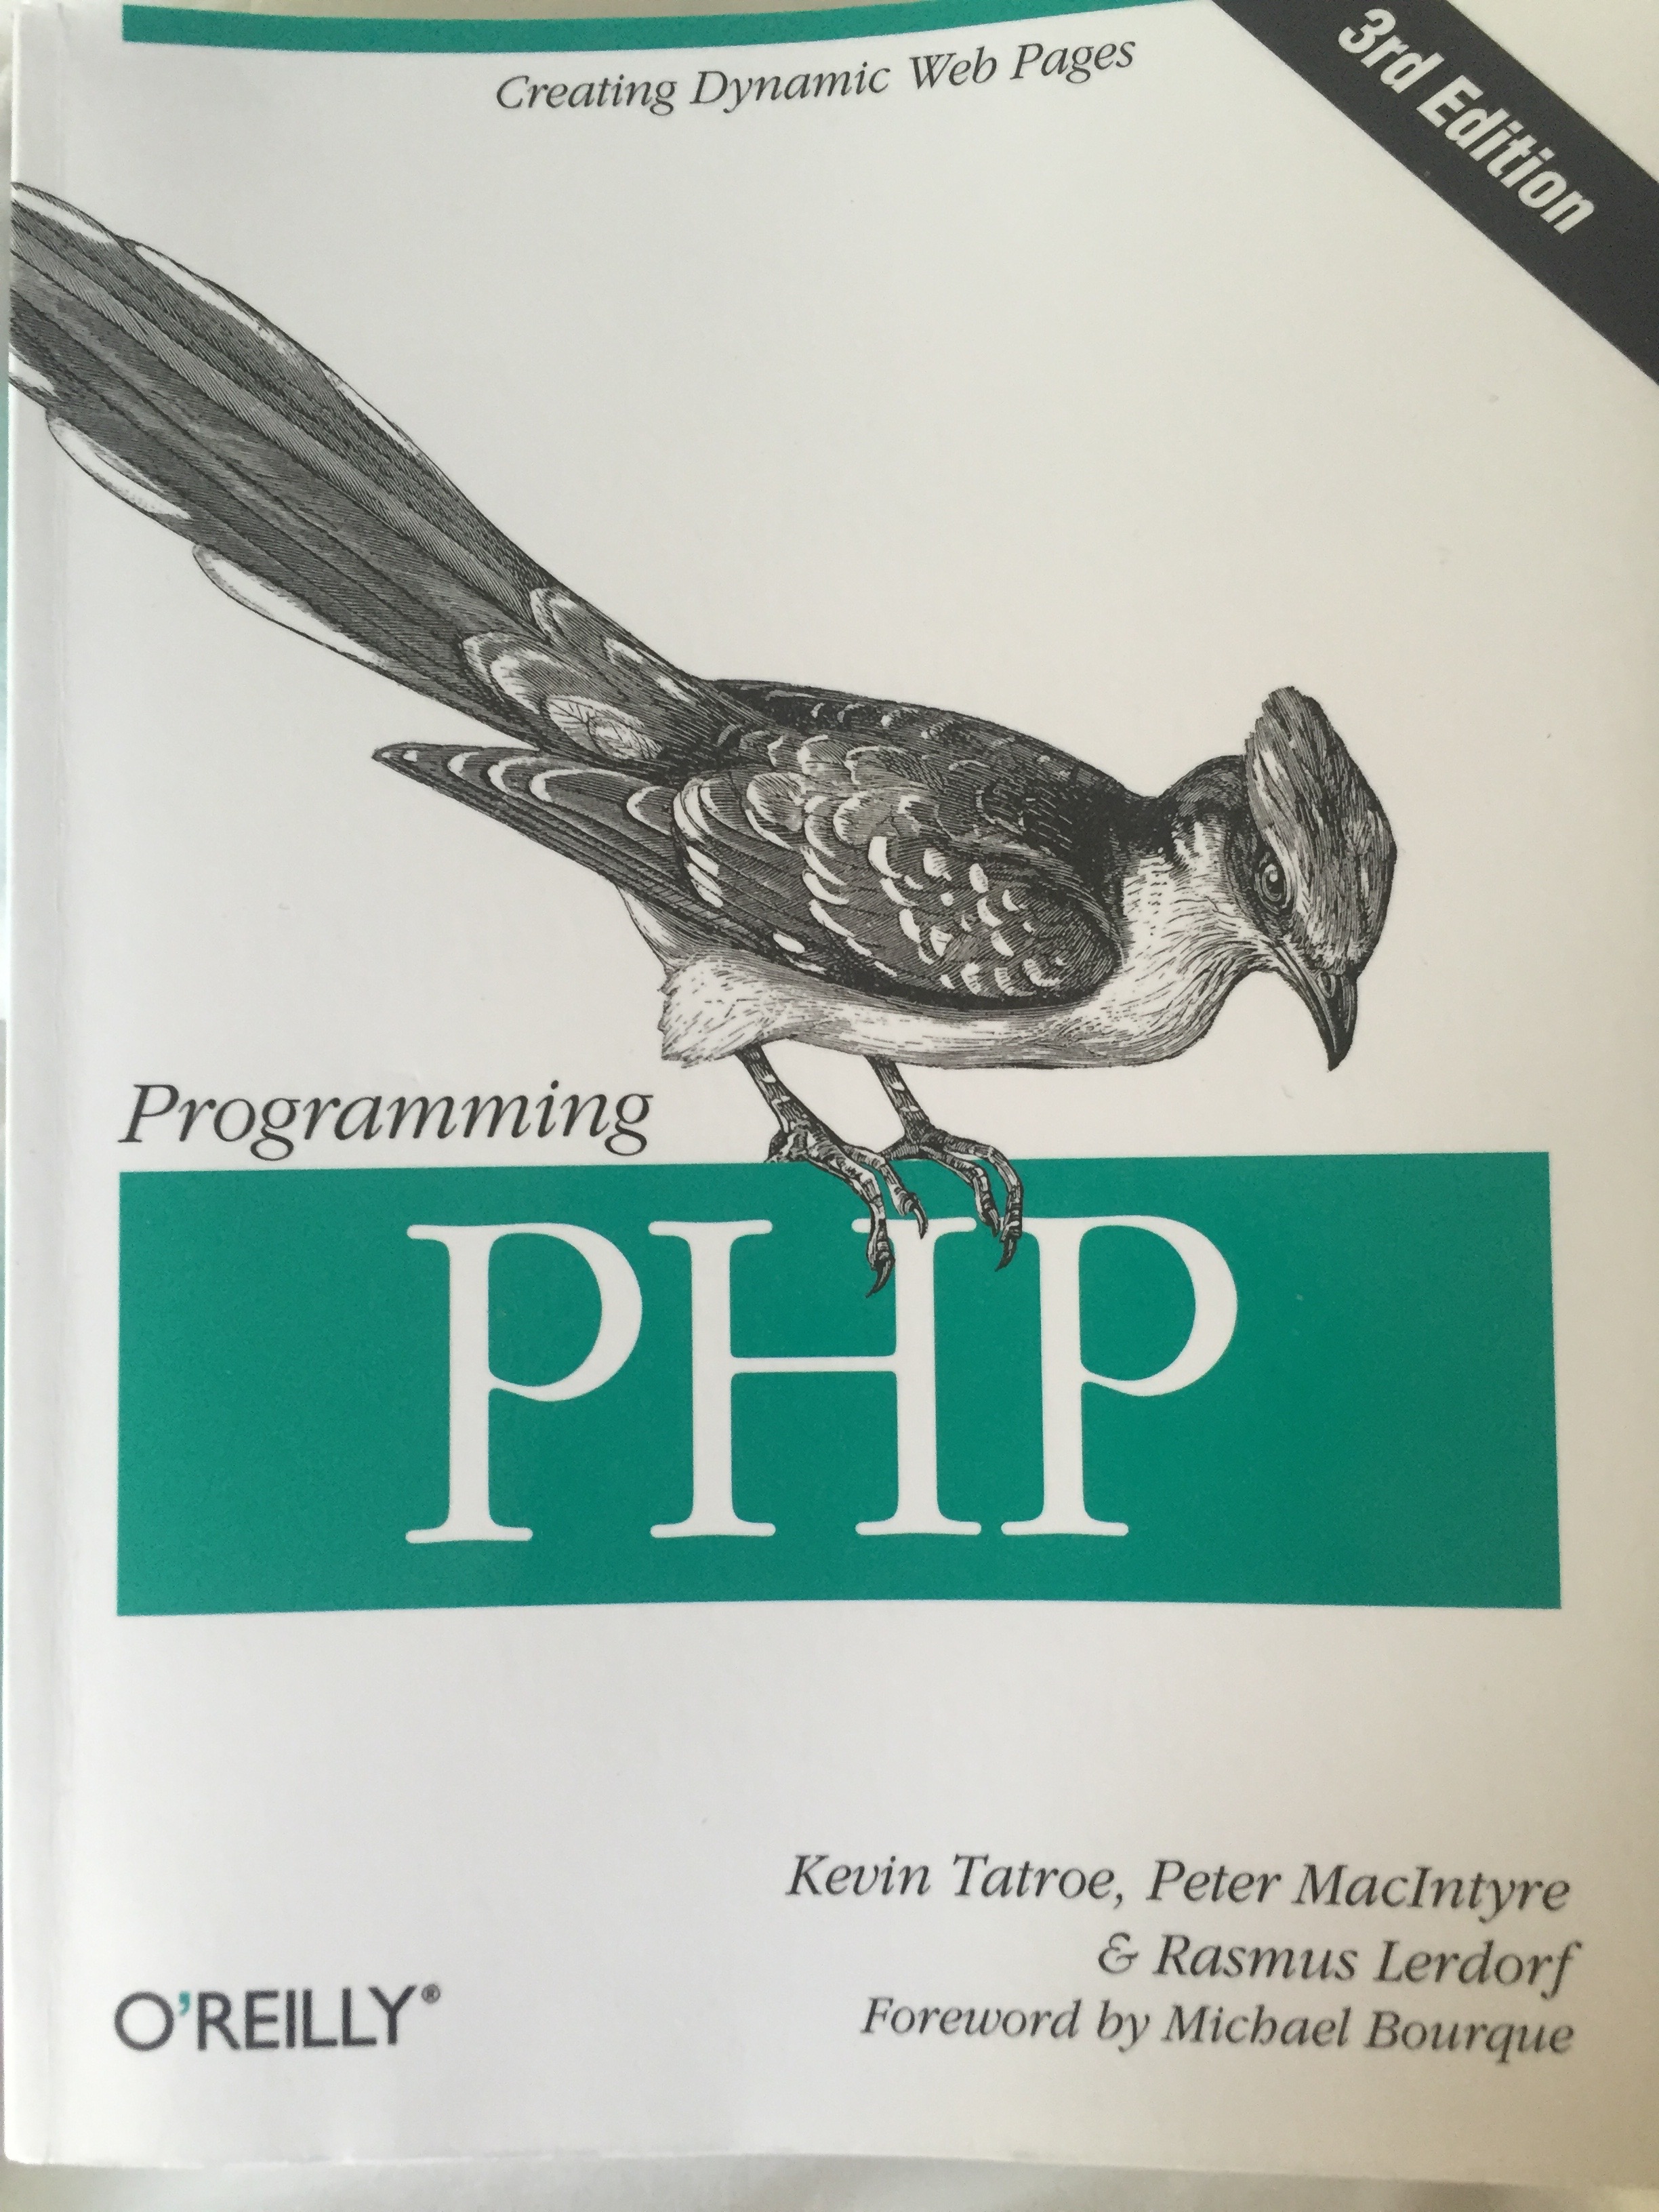 Creating Dynamic Web Pages
3rd Edition
Programming
PHP
Kevin Tatroe, Peter MacIntyre
& Rasmus Lerdorf
Foreword by Michael Bourque
O'REILLY®